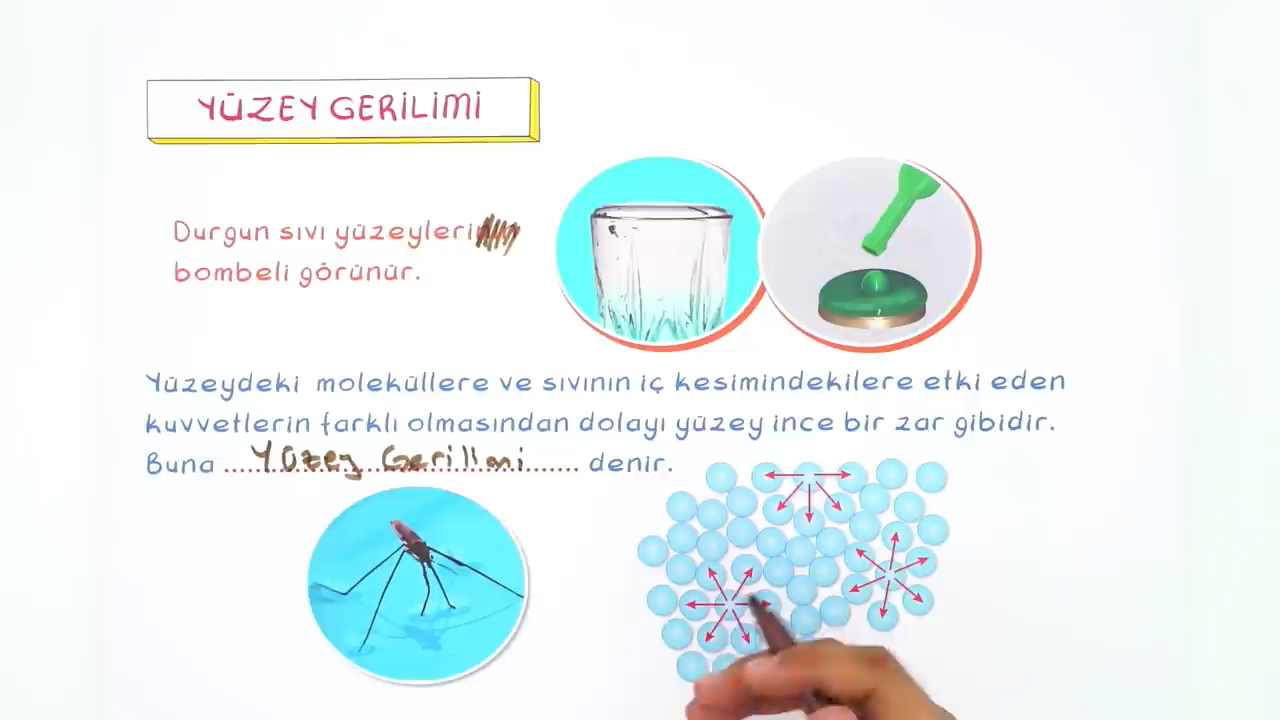 YÜZEY GERİLİMİ
Durgun sıvı yüzeyleri
bombeli görünür.
Yüzeydeki moleküllere ve sıvının iç kesimindekilere etki eden
kuvvetlerin farklı olmasından dolayı yüzey ince bir zar gibidir.
Buna ....Yüzey Gerilimi....... denir.